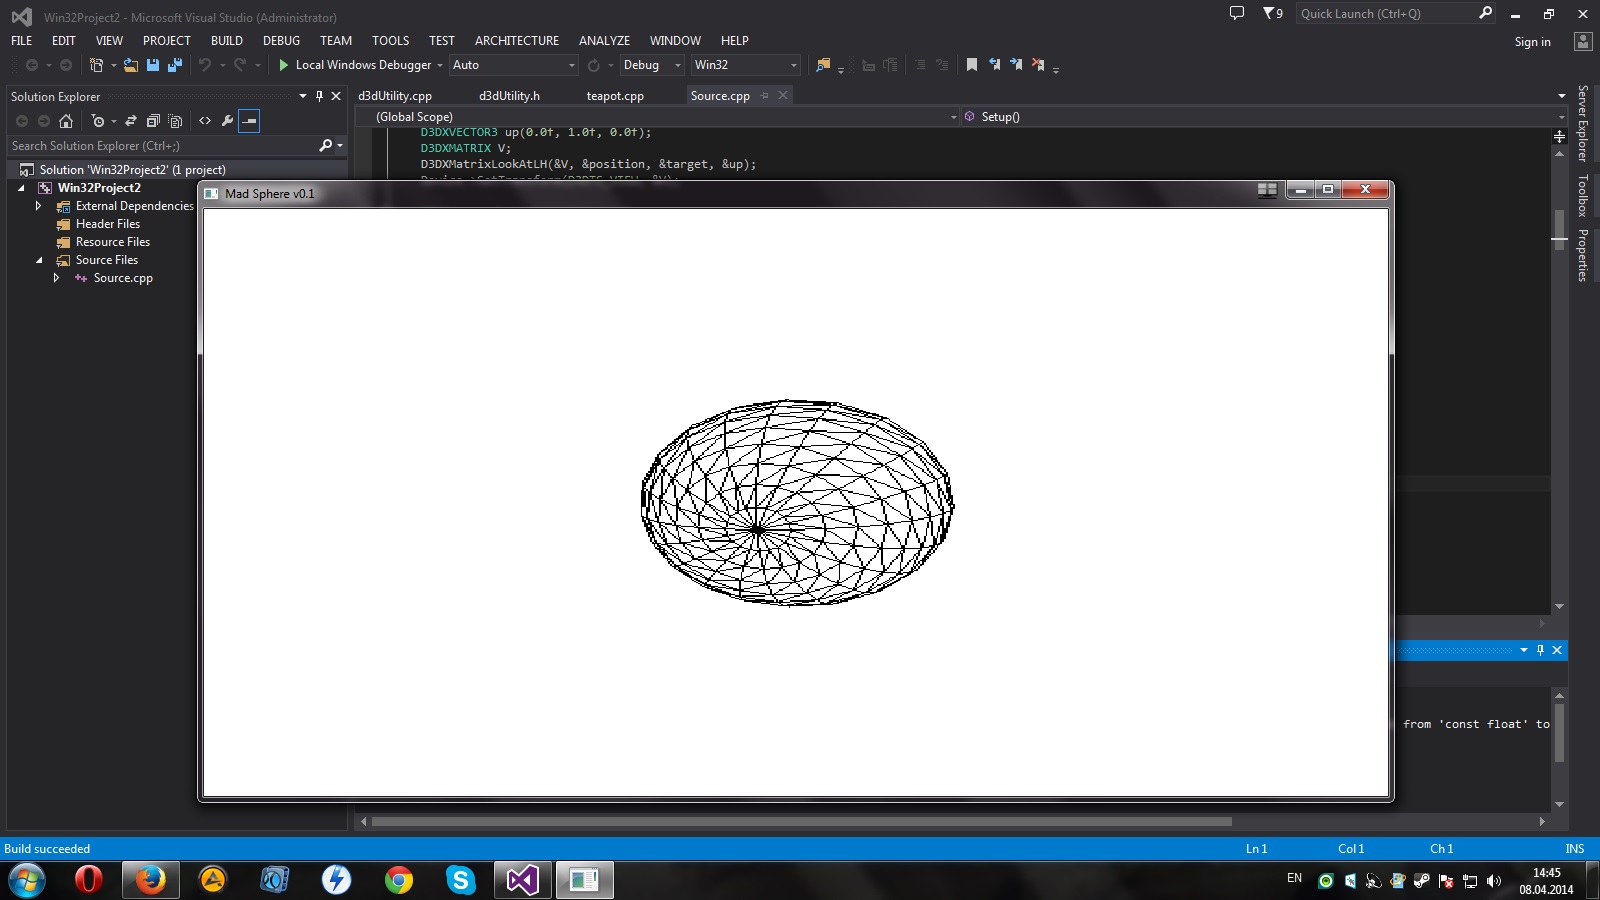 Win32Project2 - Microsoft Visual Studio (Administrator)
9
Quick Launch (Ctrl+Q)
FILE EDIT VIEW PROJECT BUILD DEBUG TEAM TOOLS TEST ARCHITECTURE ANALYZE WINDOW HELP
Sign in
Local Windows Debugger Auto Debug Win32
Solution Explorer
d3dUtility.cpp d3dUtility.h teapot.cpp Source.cpp
(Global Scope) Setup()
Search Solution Explorer (Ctrl+;)
Solution 'Win32Project2' (1 project)
Win32Project2
External Dependencies
Header Files
Resource Files
Source Files
Source.cpp
D3DXVECTOR3 up(0.0f, 1.0f, 0.0f);
D3DXMATRIX V;
D3DXMatrixLookAtLH(&V, &position, &target, &up);
Mad Sphere v0.1
Server Explorer
Toolbox
Properties
from 'const float' to
Build succeeded
Ln 1 Col 1 Ch 1 INS
EN
14:45
08.04.2014